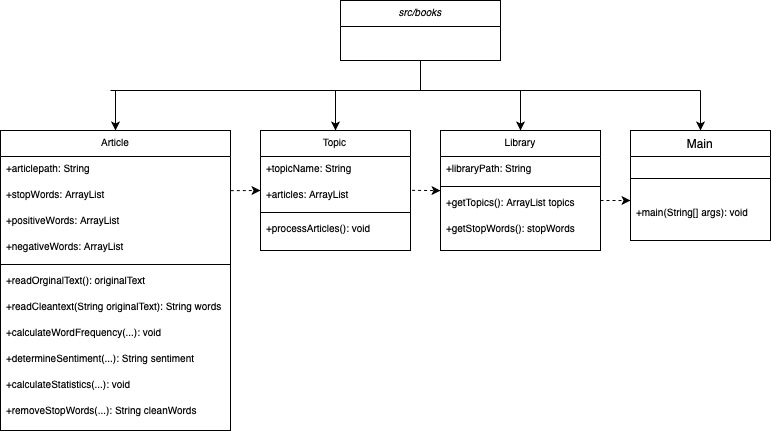 src/books
Article
+articlepath: String
+stopWords: ArrayList
+positiveWords: ArrayList
+negativeWords: ArrayList
+readOrginalText(): originalText
+readCleantext(String originalText): String words
+calculateWordFrequency(...): void
+determineSentiment(...): String sentiment
+calculateStatistics(...): void
+removeStopWords(...): String cleanWords
Topic
+topicName: String
+articles: ArrayList
+processArticles(): void
Library
+libraryPath: String
+getTopics(): ArrayList topics
+getStopWords(): stopWords
Main
+main(String[] args): void